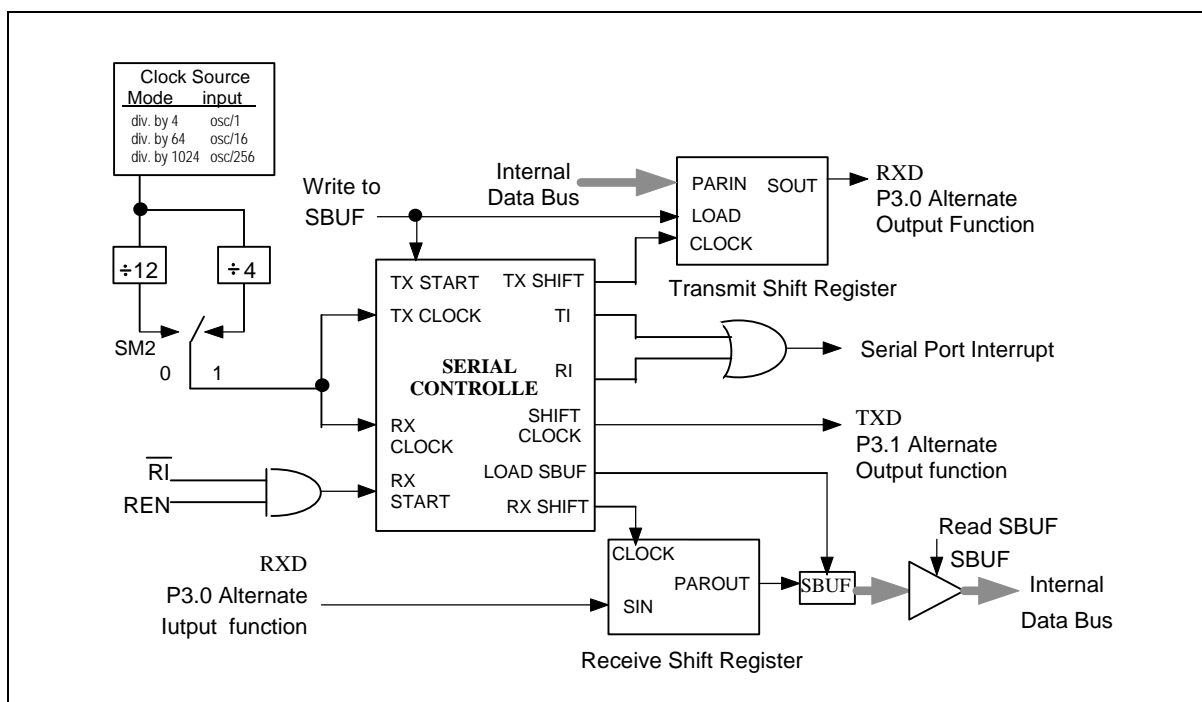 Clock Source
Mode input
div. by 4 osc/1
div. by 64 osc/16
div. by 1024 osc/256
÷12
÷4
SM2
0 1
Write to
SBUF
Internal
Data Bus
PARIN SOUT
LOAD
CLOCK
Transmit Shift Register
RXD
P3.0 Alternate
Output Function
TX START TX SHIFT
TX CLOCK TI
SERIAL
CONTROLLE
RI
SHIFT
CLOCK
RX
CLOCK
LOAD SBUF
RX
START
RX SHIFT
Serial Port Interrupt
TXD
P3.1 Alternate
Output function
RI
REN
RXD
P3.0 Alternate
Iutput function
CLOCK
PAROUT
SIN
Receive Shift Register
SBUF
Read SBUF
SBUF
Internal
Data Bus